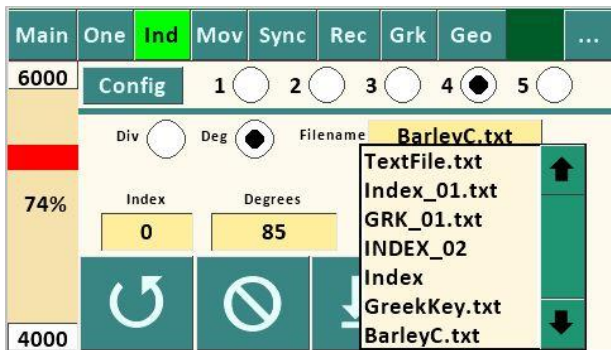 Main One Ind Mov Sync Rec Grk Geo ...
6000 Config 1 2 3 4 5
Div Deg Filename BarleyC.txt
TextFile.txt
Index_01.txt
74% Index Degrees GRK_01.txt
0 85 INDEX_02
Index
GreekKey.txt
4000 BarleyC.txt